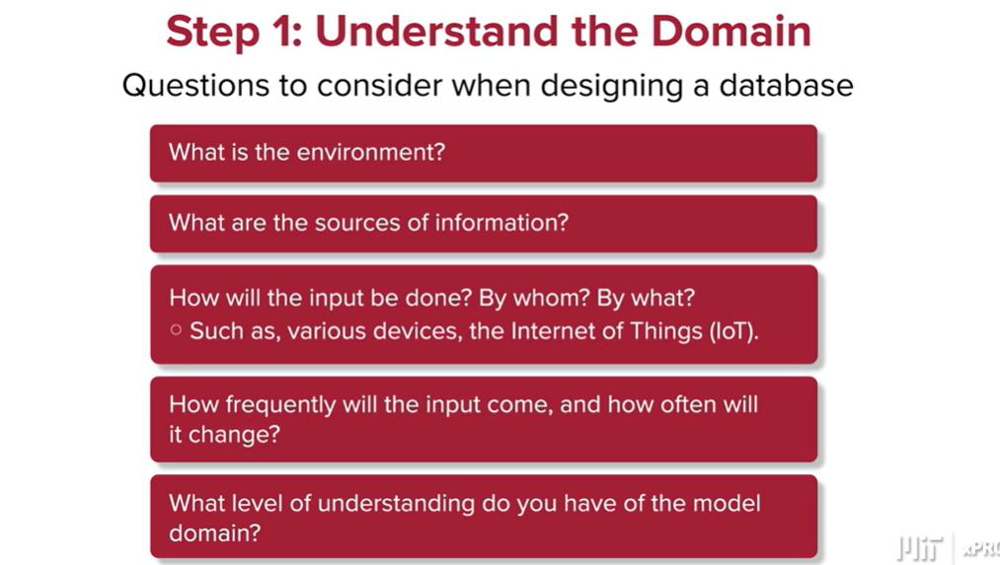 Step 1: Understand the Domain
Questions to consider when designing a database
What is the environment?
What are the sources of information?
How will the input be done? By whom? By what?
○ Such as, various devices, the Internet of Things (IoT).
How frequently will the input come, and how often will
it change?
What level of understanding do you have of the model
domain?
MIT | xPRO